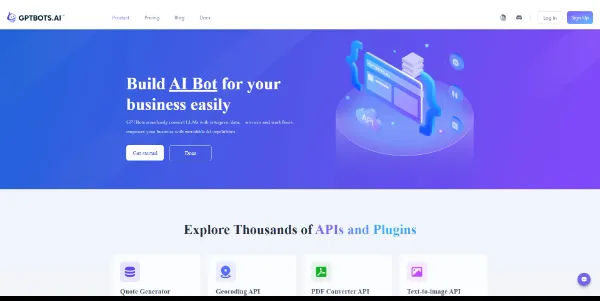 GPTBOTS.AI
Product Pricing Blog Docs
Log In Sign Up
Build AI Bot for your
business easily
GPTBots seamlessly connect LLMs with enterprise data, services and workflows
empower your business with incredible AI capabilities
Get started Docs
API
Explore Thousands of APIs and Plugins
Quote Generator Geocoding API PDF Converter API Text-to-image API